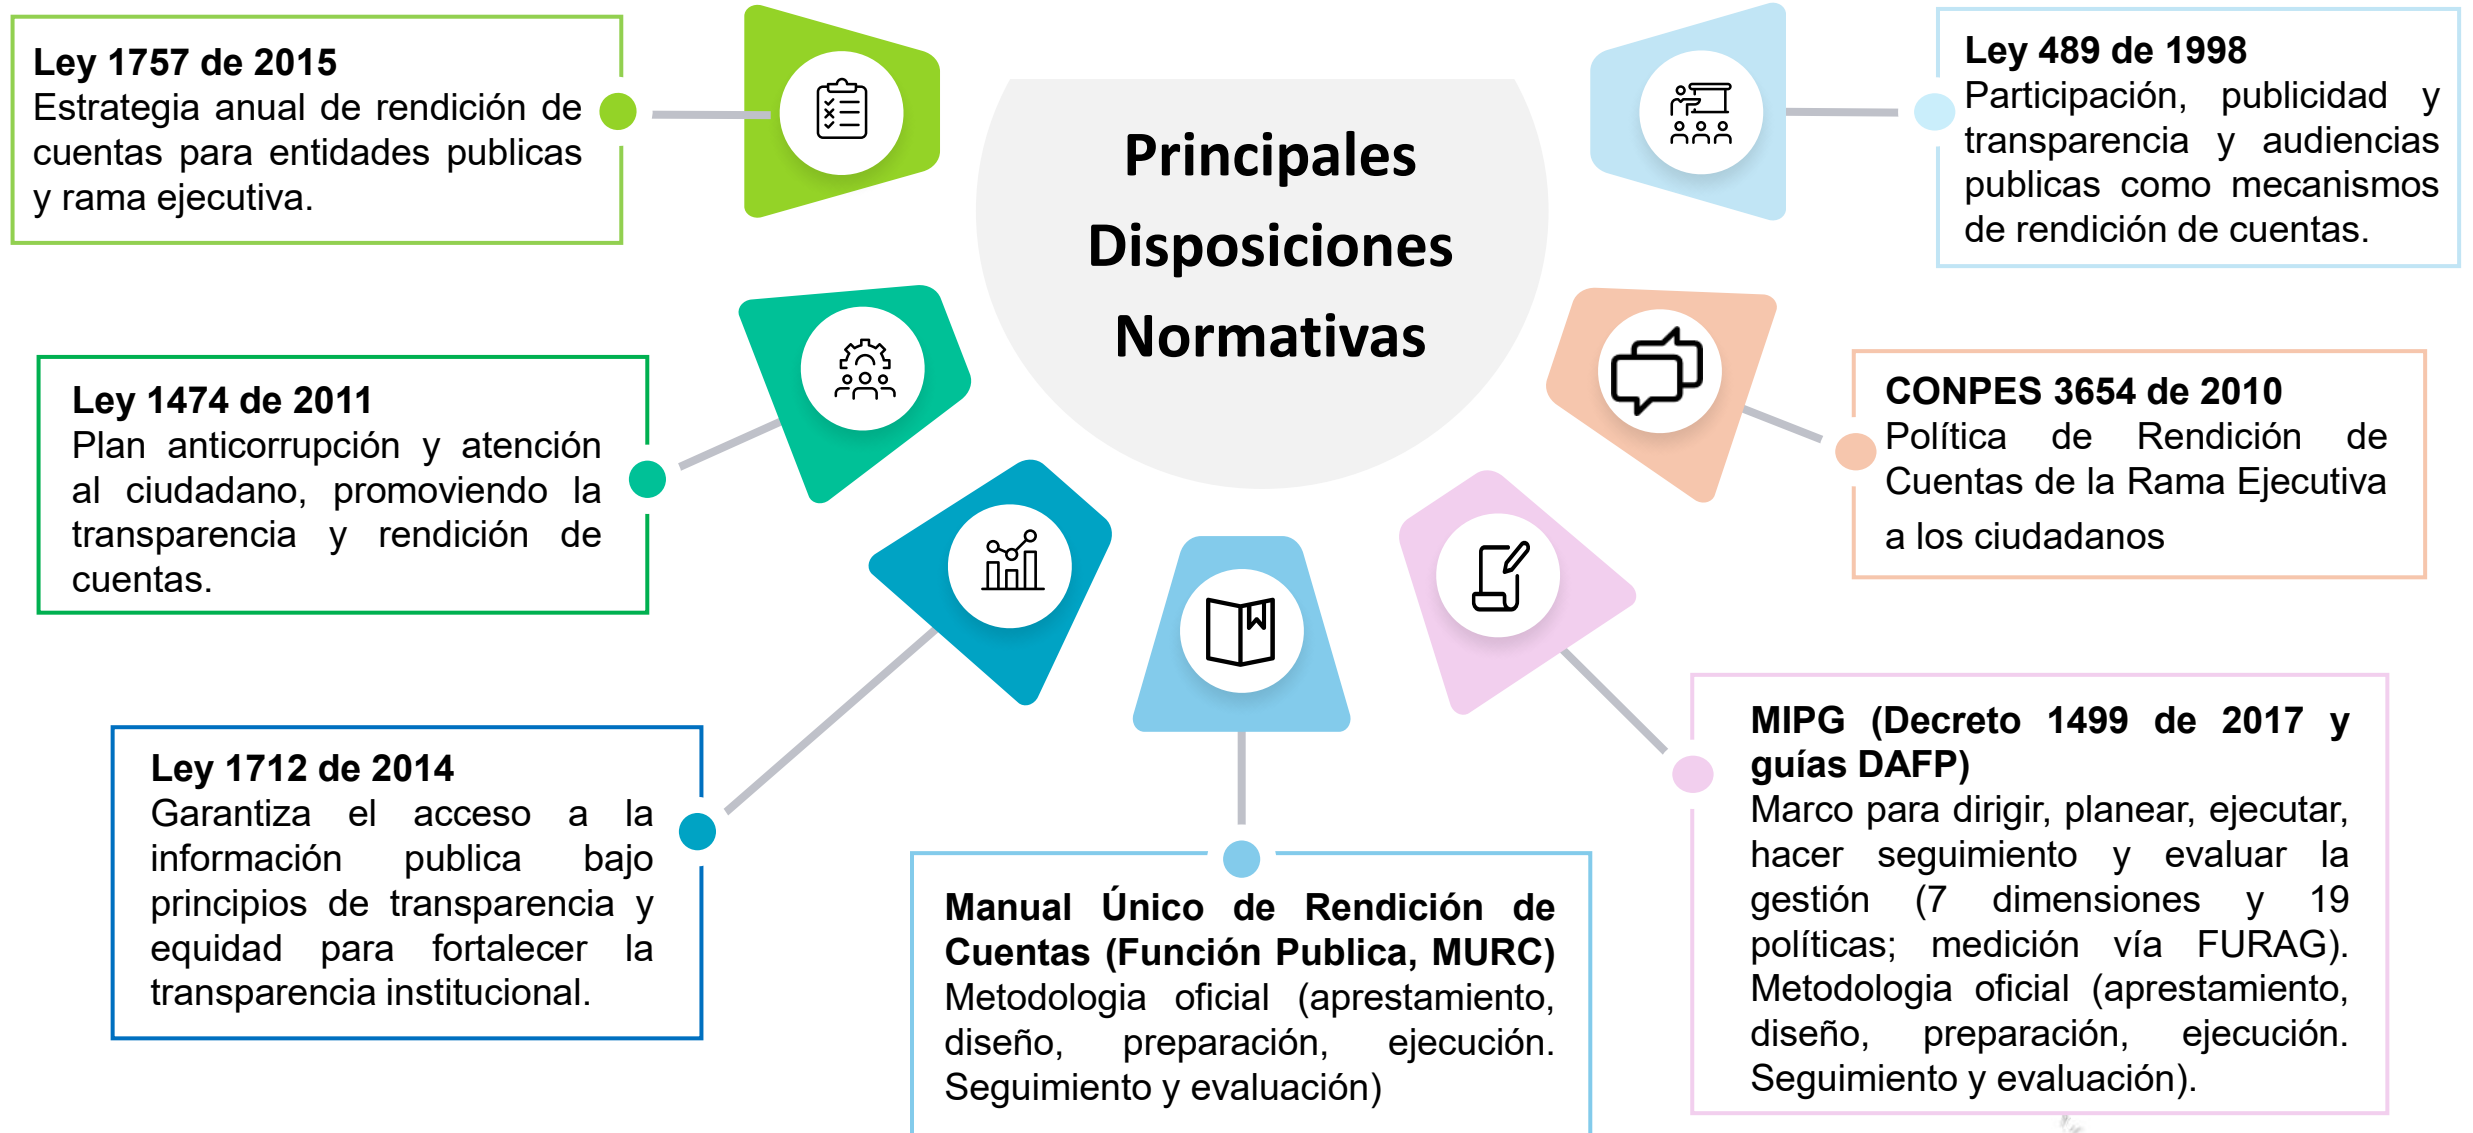 Principales
Disposiciones
Normativas
Ley 1757 de 2015
Estrategia anual de rendición de
cuentas para entidades publicas
y rama ejecutiva.
Ley 1474 de 2011
Plan anticorrupción y atención
al ciudadano, promoviendo la
transparencia y rendición de
cuentas.
Ley 1712 de 2014
Garantiza el acceso a la
información publica bajo
principios de transparencia y
equidad para fortalecer la
transparencia institucional.
Manual Único de Rendición de
Cuentas (Función Publica, MURC)
Metodologia oficial (aprestamiento,
diseño, preparación, ejecución.
Seguimiento y evaluación)
MIPG (Decreto 1499 de 2017 y
guías DAFP)
Marco para dirigir, planear, ejecutar,
hacer seguimiento y evaluar la
gestión (7 dimensiones y 19
políticas; medición vía FURAG).
Metodologia oficial (aprestamiento,
diseño, preparación, ejecución.
Seguimiento y evaluación).
CONPES 3654 de 2010
Política de Rendición de
Cuentas de la Rama Ejecutiva
a los ciudadanos
Ley 489 de 1998
Participación, publicidad y
transparencia y audiencias
publicas como mecanismos
de rendición de cuentas.